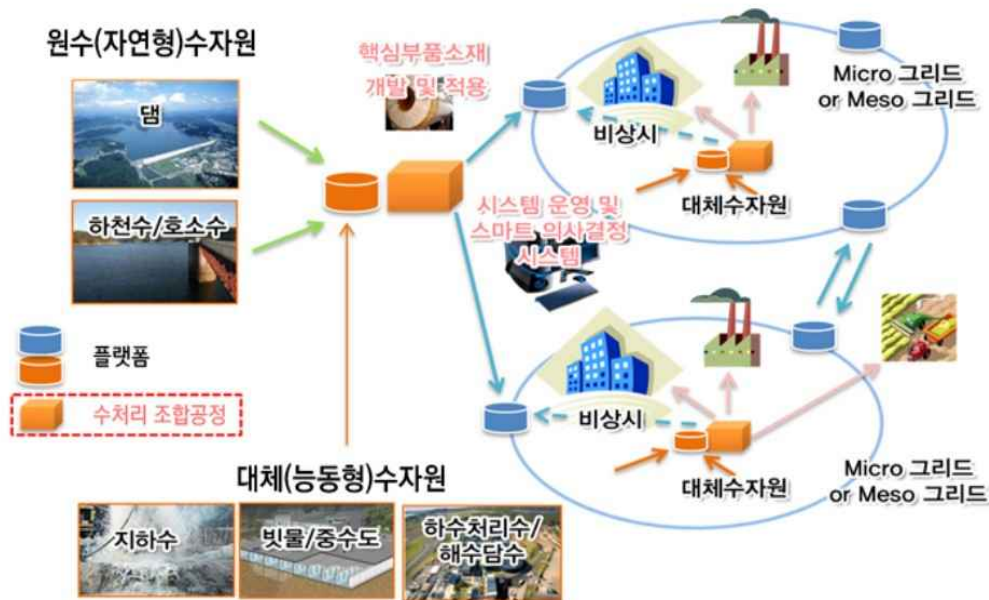 원수(자연형)수자원
댐
하천수/호소수
핵심부품소재
개발 및 적용
Micro 그리드
or Meso 그리드
비상시
대체수자원
시스템 운영 및
스마트 의사결정
시스템
플랫폼
수처리 조합공정
비상시
대체수자원
Micro 그리드
or Meso 그리드
대체(능동형)수자원
지하수
빗물/중수도
하수처리수/
해수담수